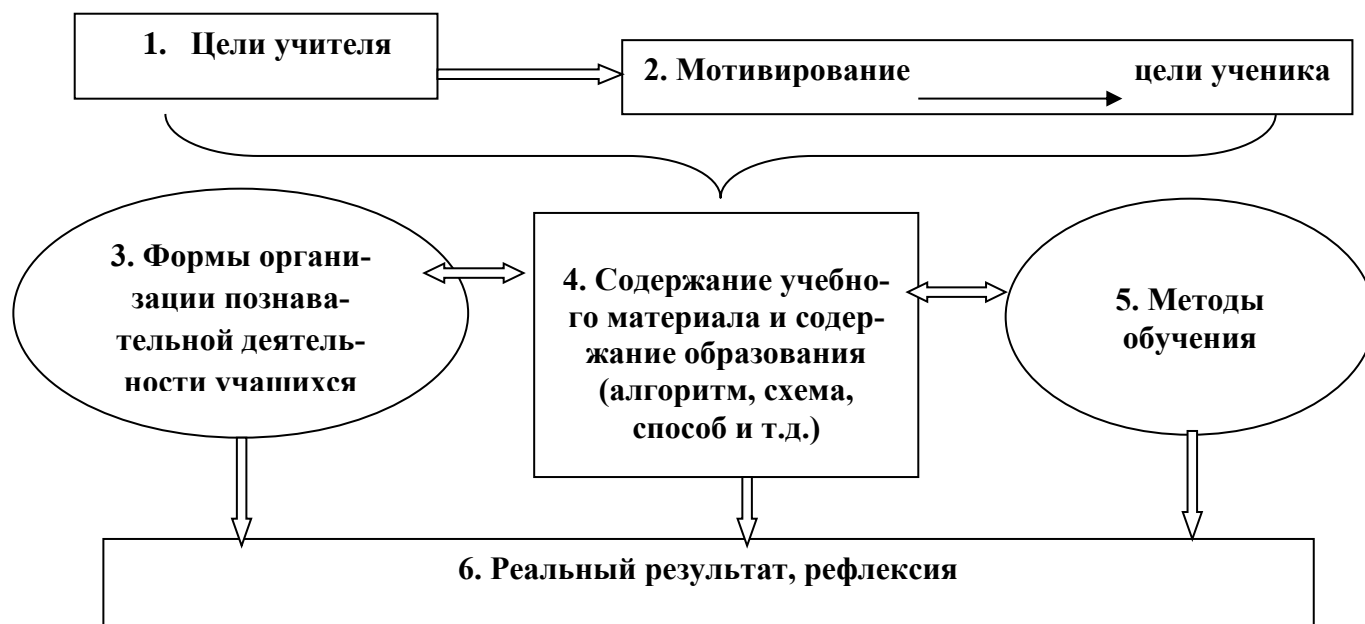 1. Цели учителя
2. Мотивирование цели ученика
3. Формы органи-
зации познава-
тельной деятель-
ности учащихся
4. Содержание учебно-
го материала и содер-
жание образования
(алгоритм, схема,
способ и т.д.)
5. Методы
обучения
6. Реальный результат, рефлексия